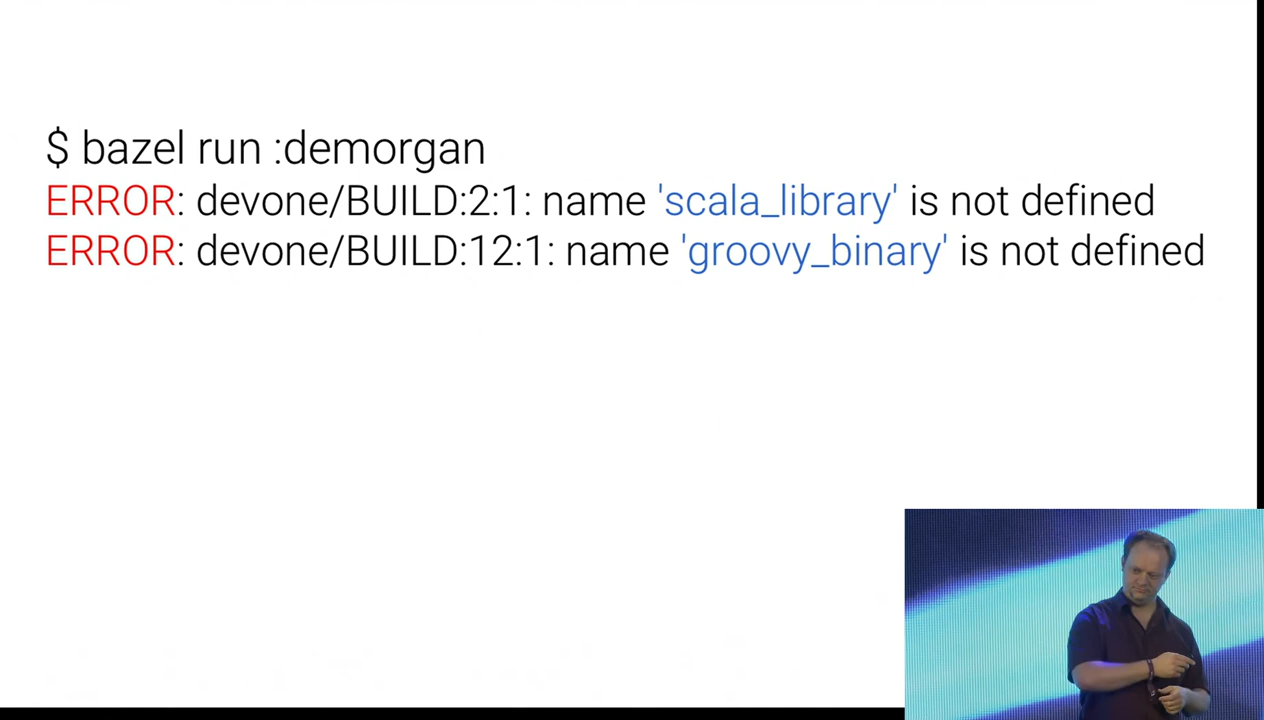 $ bazel run :demorgan
ERROR: devone/BUILD:2:1: name 'scala_library' is not defined
ERROR: devone/BUILD:12:1: name 'groovy_binary' is not defined